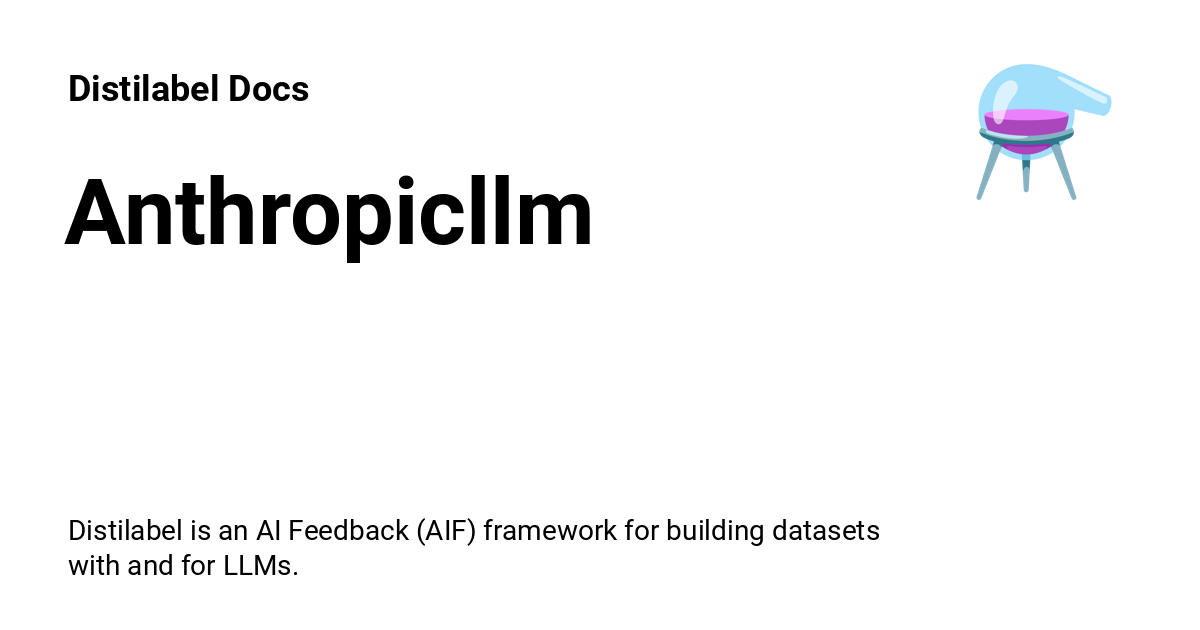 Distilabel Docs
Anthropicllm
Distilabel is an AI Feedback (AIF) framework for building datasets
with and for LLMs.